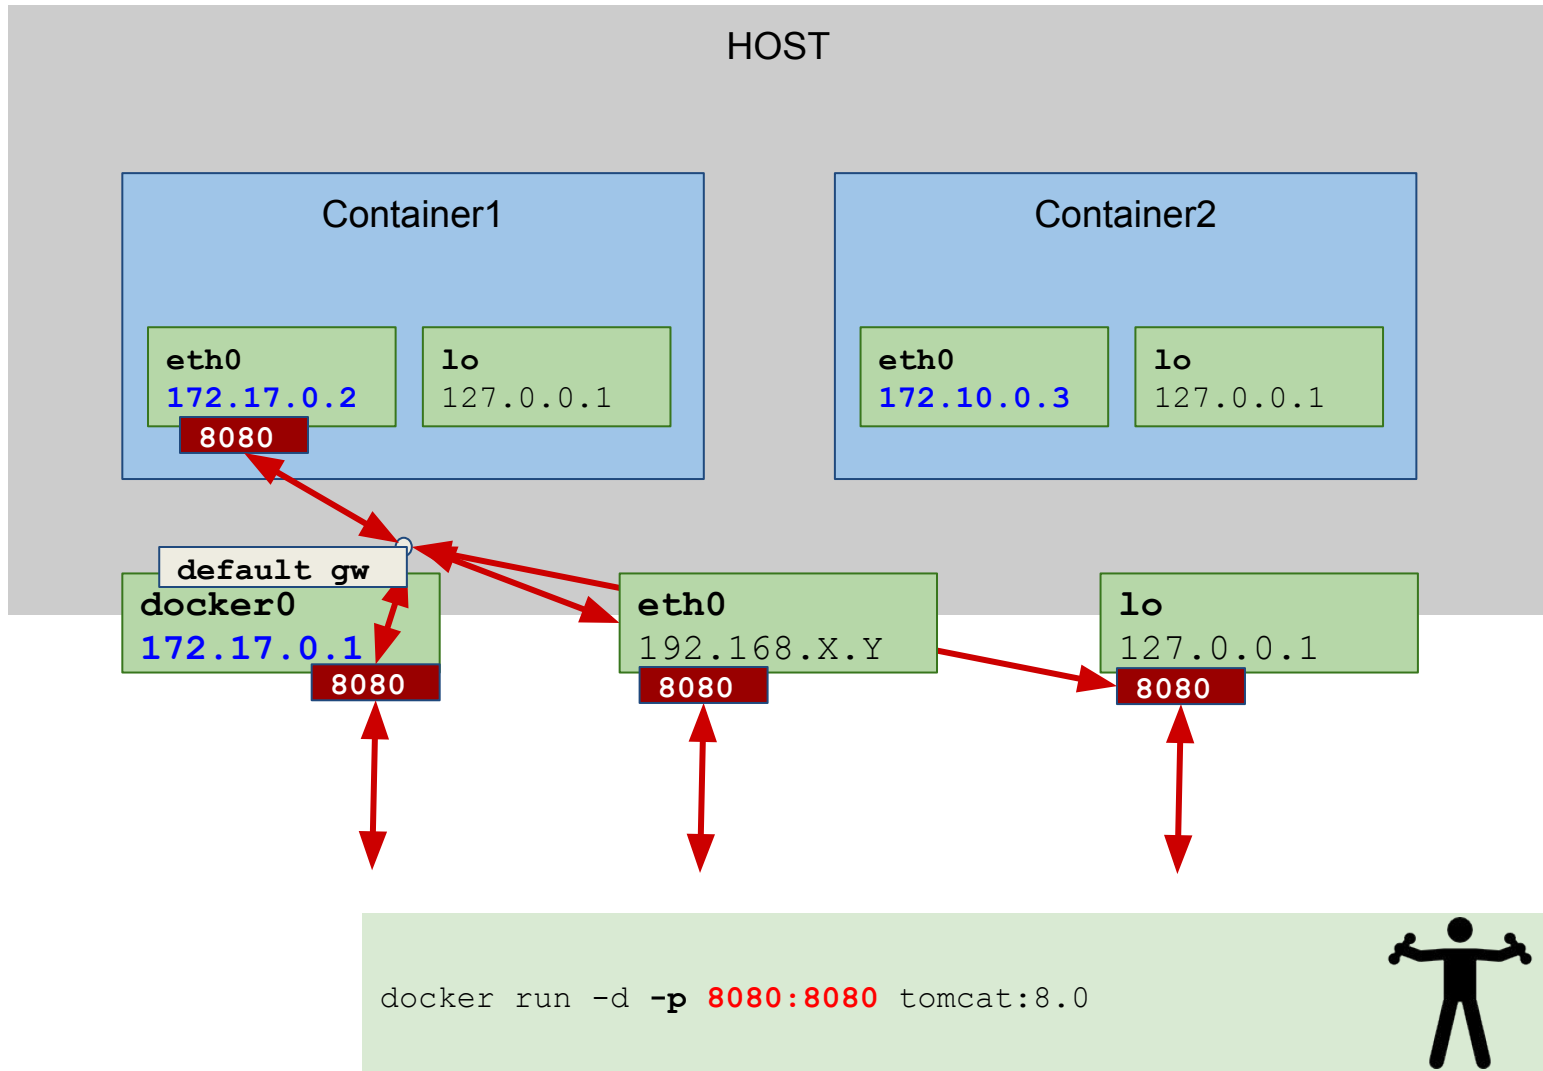 HOST
Container1
Container2
eth0
172.17.0.2
8080
lo
127.0.0.1
eth0
172.10.0.3
lo
127.0.0.1
default gw
docker0
172.17.0.1
8080
eth0
192.168.X.Y
8080
lo
127.0.0.1
8080
docker run -d -p 8080:8080 tomcat:8.0